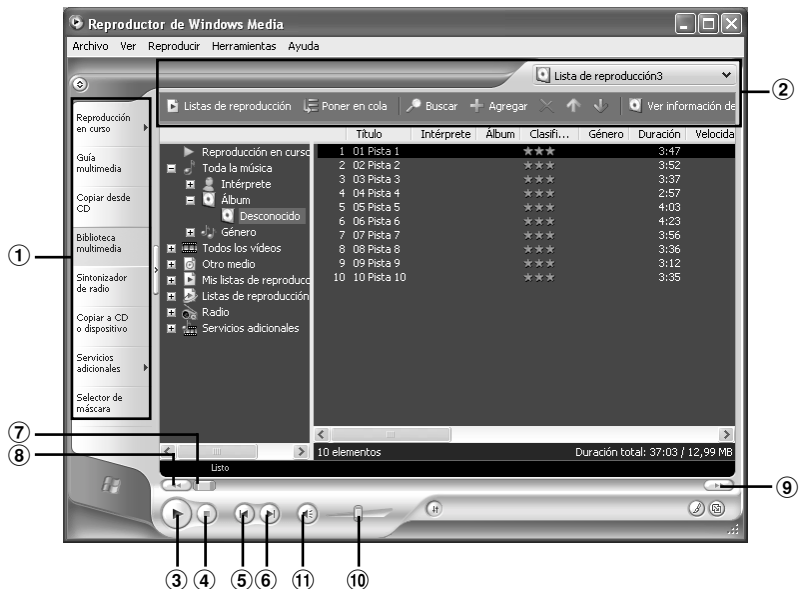 Reproductor de Windows Media
Archivo Ver Reproducir Herramientas Ayuda
Lista de reproducción3
②
Listas de reproducción Poner en cola Buscar Agregar Ver información de
①
Reproducción
en curso
Guía
multimedia
Copiar desde
CD
Biblioteca
multimedia
Sintonizador
de radio
Copiar a CD
o dispositivo
Servicios
adicionales
Selector de
máscara
Reproducción en curso
Toda la música
Intérprete
Álbum
Desconocido
Género
Todos los vídeos
Otro medio
Mis listas de reproducc
Listas de reproducción
Radio
Servicios adicionales
Título Intérprete Álbum Clasifi... Género Duración Velocida
1 01 Pista 1 3:47
2 02 Pista 2 3:52
3 03 Pista 3 3:37
4 04 Pista 4 2:57
5 05 Pista 5 4:03
6 06 Pista 6 4:23
7 07 Pista 7 3:56
8 08 Pista 8 3:36
9 09 Pista 9 3:12
10 10 Pista 10 3:35
10 elementos Duración total: 37:03 / 12,99 MB
Listo
⑦
⑧
⑨
③ ④ ⑤ ⑥ ⑪ ⑩